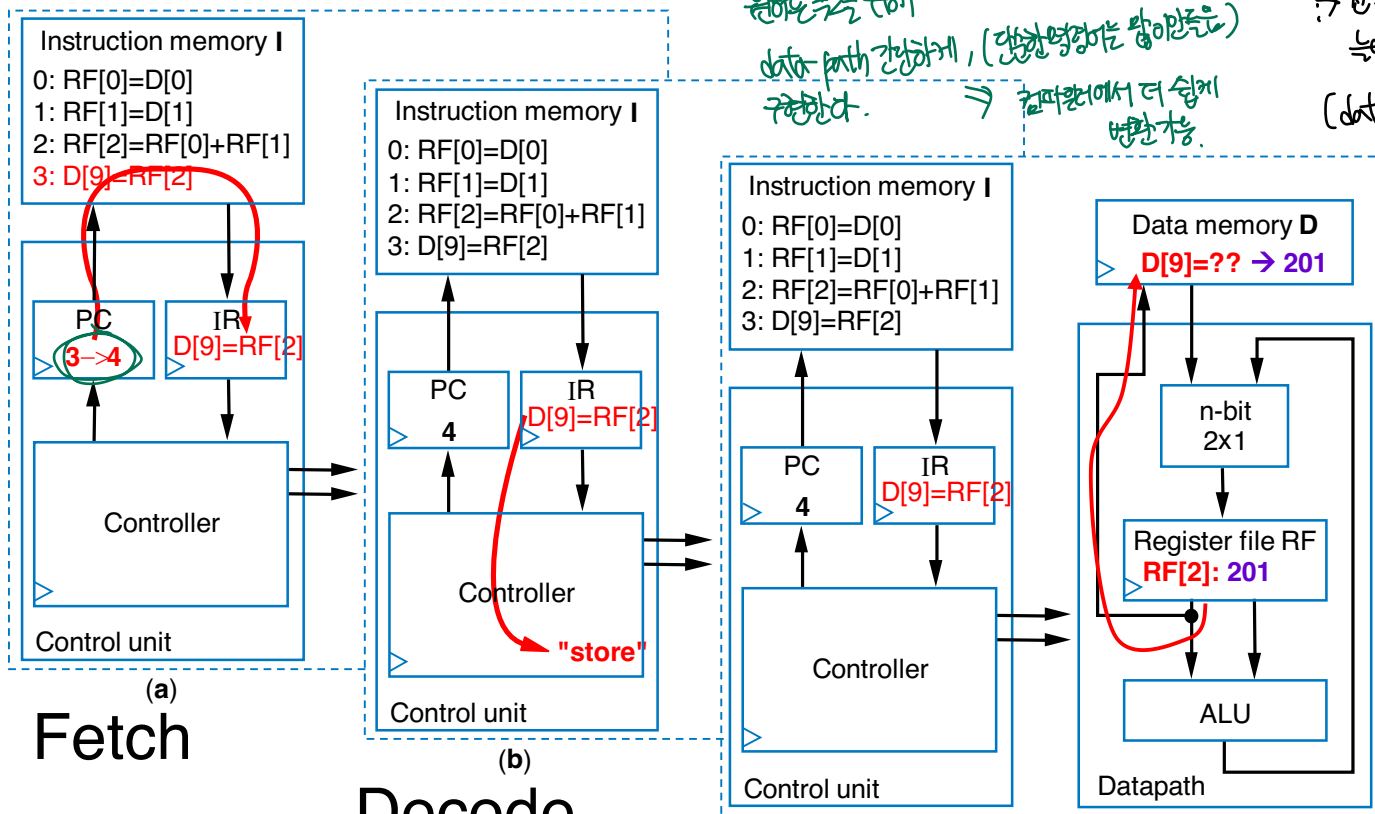 Instruction memory I
0: RF[0]=D[0]
1: RF[1]=D[1]
2: RF[2]=RF[0]+RF[1]
3: D[9]=RF[2]
PC
3->4
IR
D[9]=RF[2]
Controller
Control unit
(a)
Fetch
Instruction memory I
0: RF[0]=D[0]
1: RF[1]=D[1]
2: RF[2]=RF[0]+RF[1]
3: D[9]=RF[2]
PC
4
IR
D[9]=RF[2]
Controller
"store"
Control unit
(b)
Decode
data path 간단하게, (단순한 명령어는 많이 만들음)
구현한다. ⇒ 컴파일러에서 더 쉽게
변환 가능.
(dat
Instruction memory I
0: RF[0]=D[0]
1: RF[1]=D[1]
2: RF[2]=RF[0]+RF[1]
3: D[9]=RF[2]
PC
4
IR
D[9]=RF[2]
Controller
Control unit
Data memory D
D[9]=?? → 201
n-bit
2x1
Register file RF
RF[2]: 201
ALU
Datapath